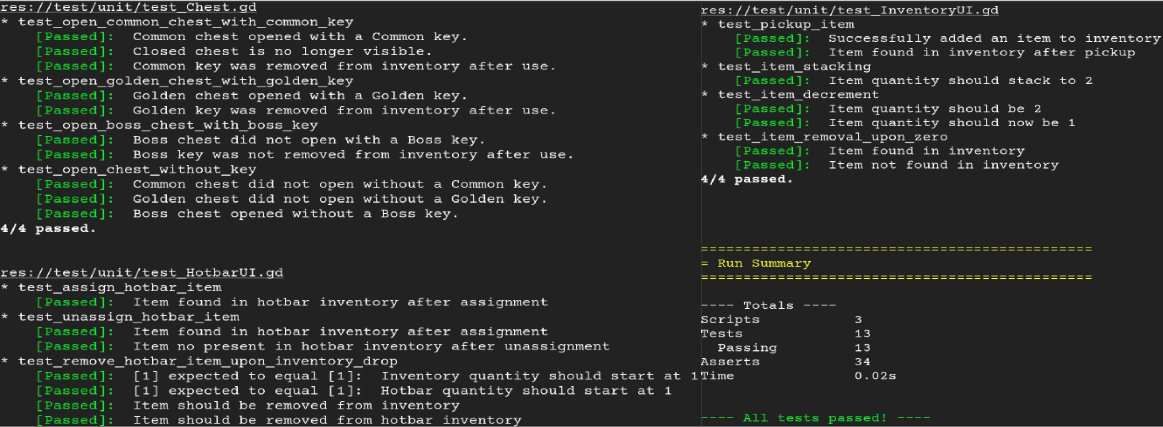 res://test/unit/test_Chest.gd
* test_open_common_chest_with_common_key
[Passed]: Common chest opened with a Common key.
[Passed]: Closed chest is no longer visible.
[Passed]: Common key was removed from inventory after use.
* test_open_golden_chest_with_golden_key
[Passed]: Golden chest opened with a Golden key.
[Passed]: Golden key was removed from inventory after use.
* test_open_boss_chest_with_boss_key
[Passed]: Boss chest did not open with a Boss key.
[Passed]: Boss key was not removed from inventory after use.
* test_open_chest_without_key
[Passed]: Common chest did not open without a Common key.
[Passed]: Golden chest did not open without a Golden key.
[Passed]: Boss chest opened without a Boss key.
4/4 passed.
res://test/unit/test_HotbarUI.gd
* test_assign_hotbar_item
[Passed]: Item found in hotbar inventory after assignment
* test_unassign_hotbar_item
[Passed]: Item found in hotbar inventory after assignment
[Passed]: Item no present in hotbar inventory after unassignment
* test_remove_hotbar_item_upon_inventory_drop
[Passed]: [1] expected to equal [1]: Inventory quantity should start at 1
[Passed]: [1] expected to equal [1]: Hotbar quantity should start at 1
[Passed]: Item should be removed from inventory
[Passed]: Item should be removed from hotbar inventory
res://test/unit/test_InventoryUI.gd
* test_pickup_item
[Passed]: Successfully added an item to inventory
[Passed]: Item found in inventory after pickup
* test_item_stacking
[Passed]: Item quantity should stack to 2
* test_item_decrement
[Passed]: Item quantity should be 2
[Passed]: Item quantity should now be 1
* test_item_removal_upon_zero
[Passed]: Item found in inventory
[Passed]: Item not found in inventory
4/4 passed.
==============================================
= Run Summary
==============================================
---- Totals ----
Scripts 3
Tests 13
Passing 13
Asserts 34
Time 0.02s
---- All tests passed! ----